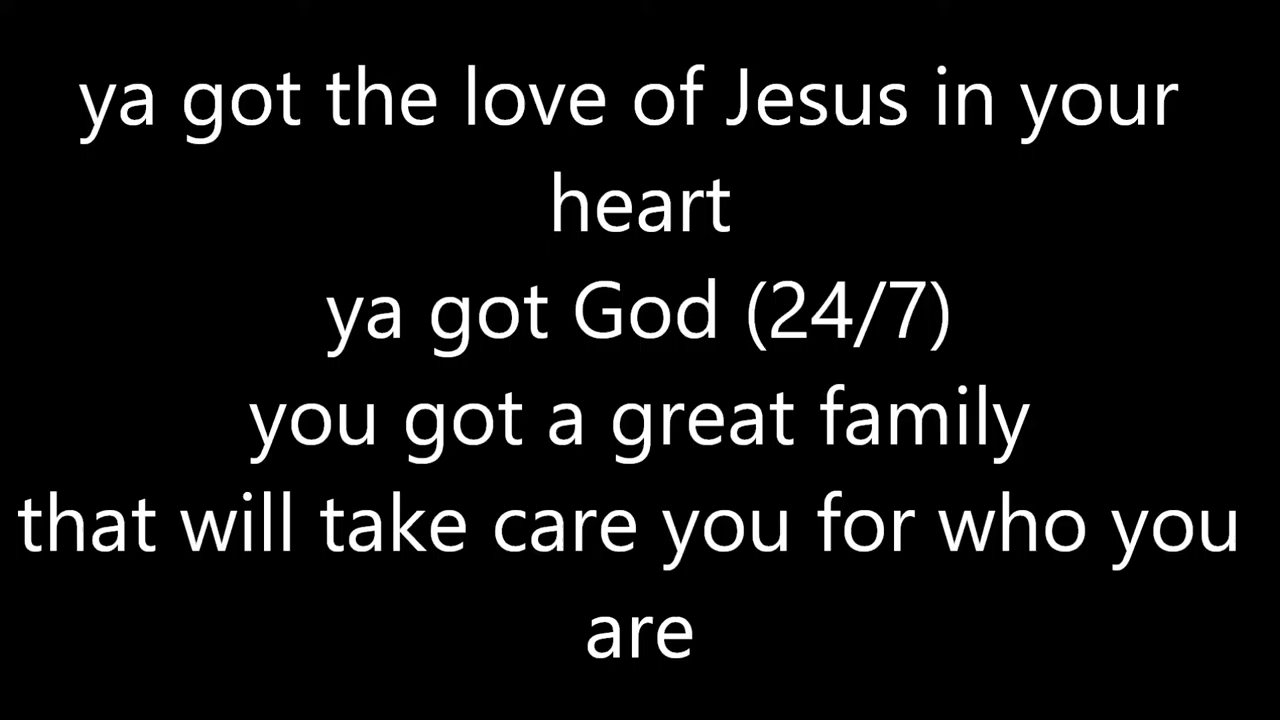 ya got the love of Jesus in your
heart
ya got God (24/7)
you got a great family
that will take care you for who you
are